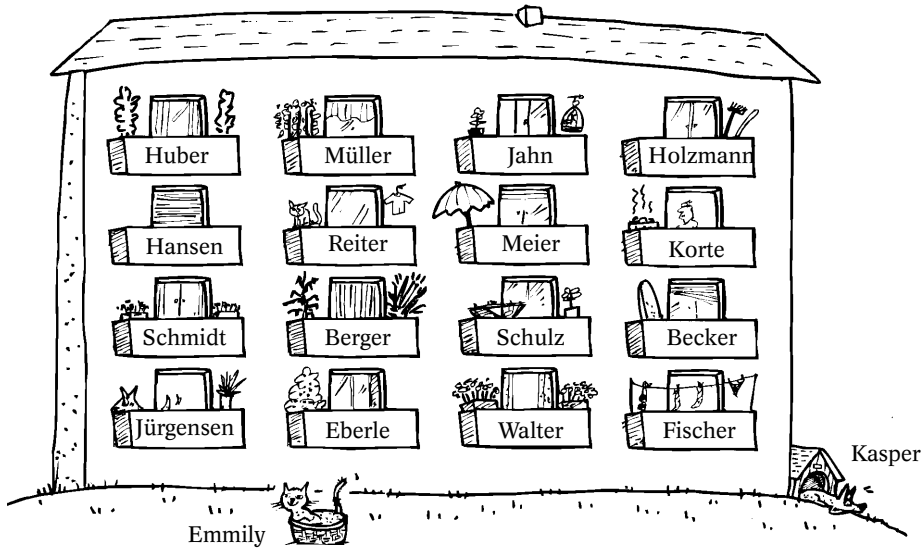 Huber Müller Jahn Holzmann
Hansen Reiter Meier Korte
Schmidt Berger Schulz Becker
Jürgensen Eberle Walter Fischer
Kasper
Emmily